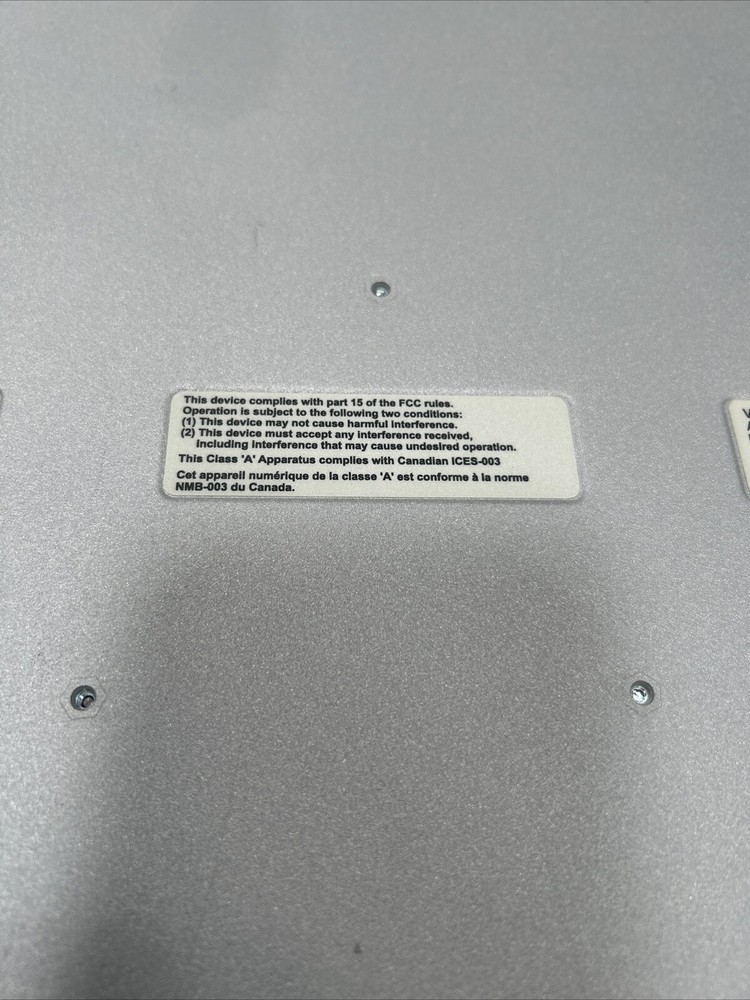 This device complies with part 15 of the FCC rules.
Operation is subject to the following two conditions:
(1) This device may not cause harmful interference.
(2) This device must accept any interference received,
including interference that may cause undesired operation.
This Class 'A' Apparatus complies with Canadian ICES-003
Cet appareil numérique de la classe 'A' est conforme à la norme
NMB-003 du Canada.